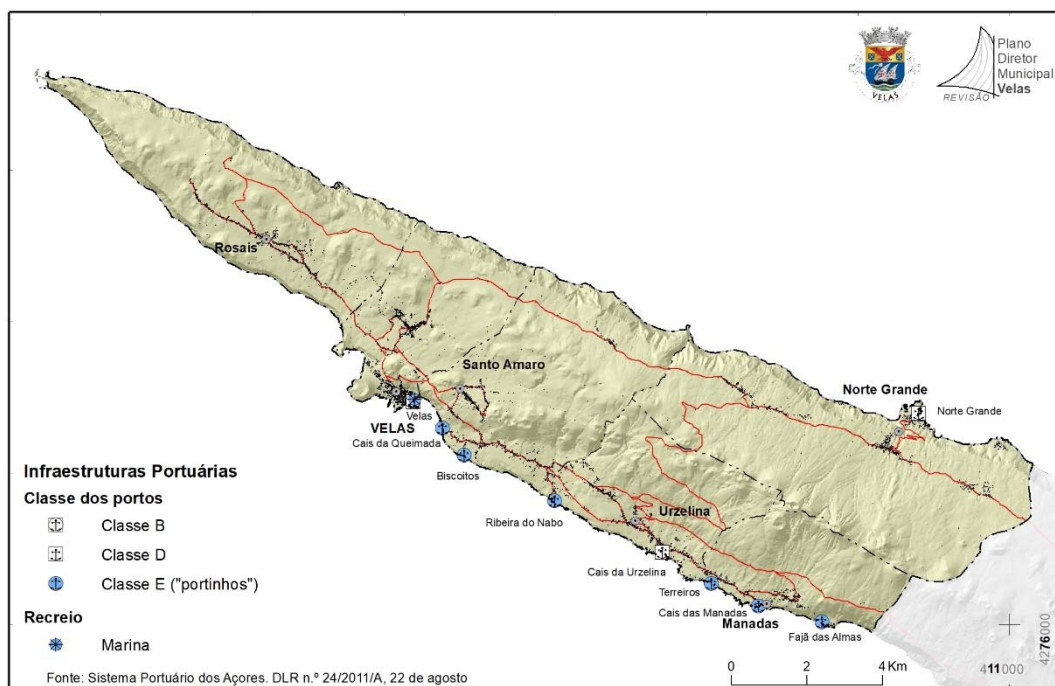 VELAS
Plano
Diretor
Municipal
Velas
REVISÃO
Rosais
Santo Amaro
Norte Grande
Norte Grande
Velas
VELAS
Cais da Queimada
Biscoitos
Ribeira do Nabo
Urzelina
Cais da Urzelina
Terreiros
Cais das Manadas
Manadas
Fajã das Almas
Infraestruturas Portuárias
Classe dos portos
Classe B
Classe D
Classe E ("portinhos")
Recreio
Marina
Fonte: Sistema Portuário dos Açores. DLR n.º 24/2011/A, 22 de agosto
0 2 4 Km
411000
4276000